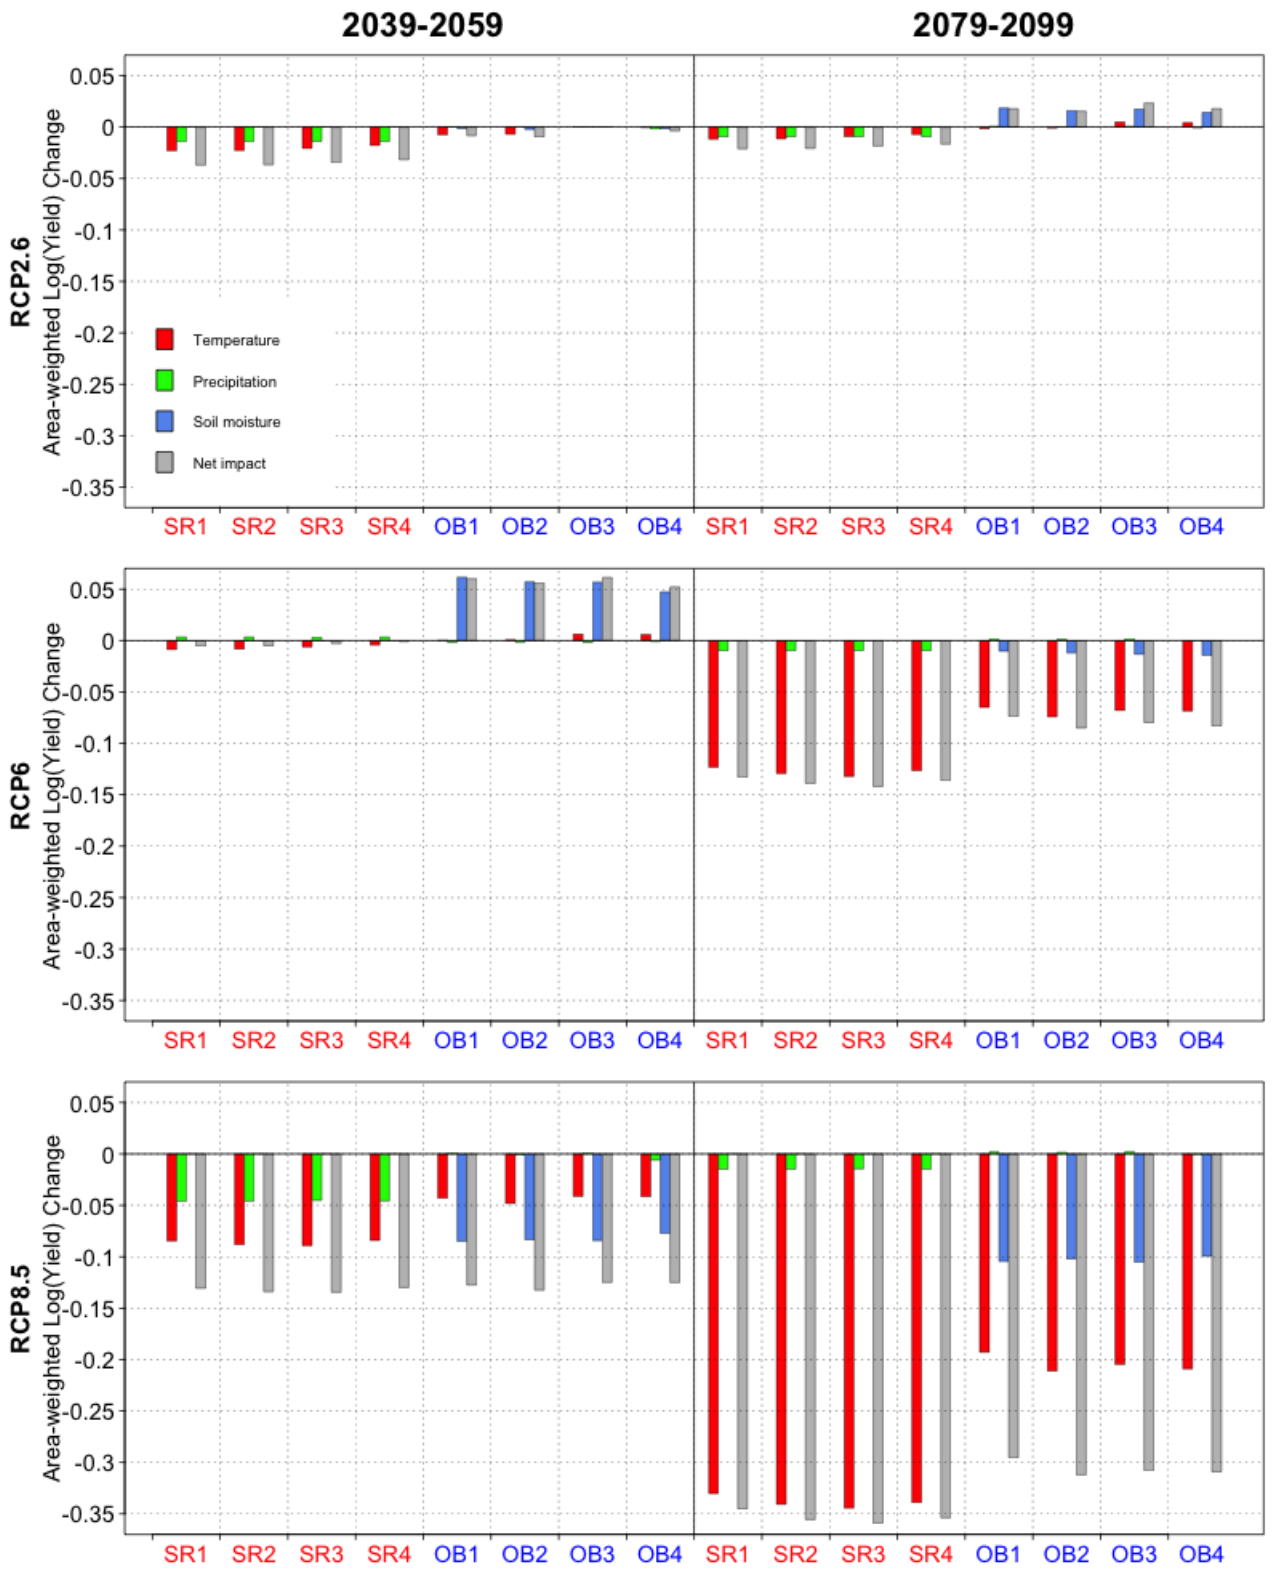 2039-2059 2079-2099
RCP2.6
Area-weighted Log(Yield) Change
0.05
0
-0.05
-0.1
-0.15
-0.2
-0.25
-0.3
-0.35
Temperature
Precipitation
Soil moisture
Net impact
SR1 SR2 SR3 SR4 OB1 OB2 OB3 OB4 SR1 SR2 SR3 SR4 OB1 OB2 OB3 OB4
RCP6
Area-weighted Log(Yield) Change
0.05
0
-0.05
-0.1
-0.15
-0.2
-0.25
-0.3
-0.35
SR1 SR2 SR3 SR4 OB1 OB2 OB3 OB4 SR1 SR2 SR3 SR4 OB1 OB2 OB3 OB4
RCP8.5
Area-weighted Log(Yield) Change
0.05
0
-0.05
-0.1
-0.15
-0.2
-0.25
-0.3
-0.35
SR1 SR2 SR3 SR4 OB1 OB2 OB3 OB4 SR1 SR2 SR3 SR4 OB1 OB2 OB3 OB4